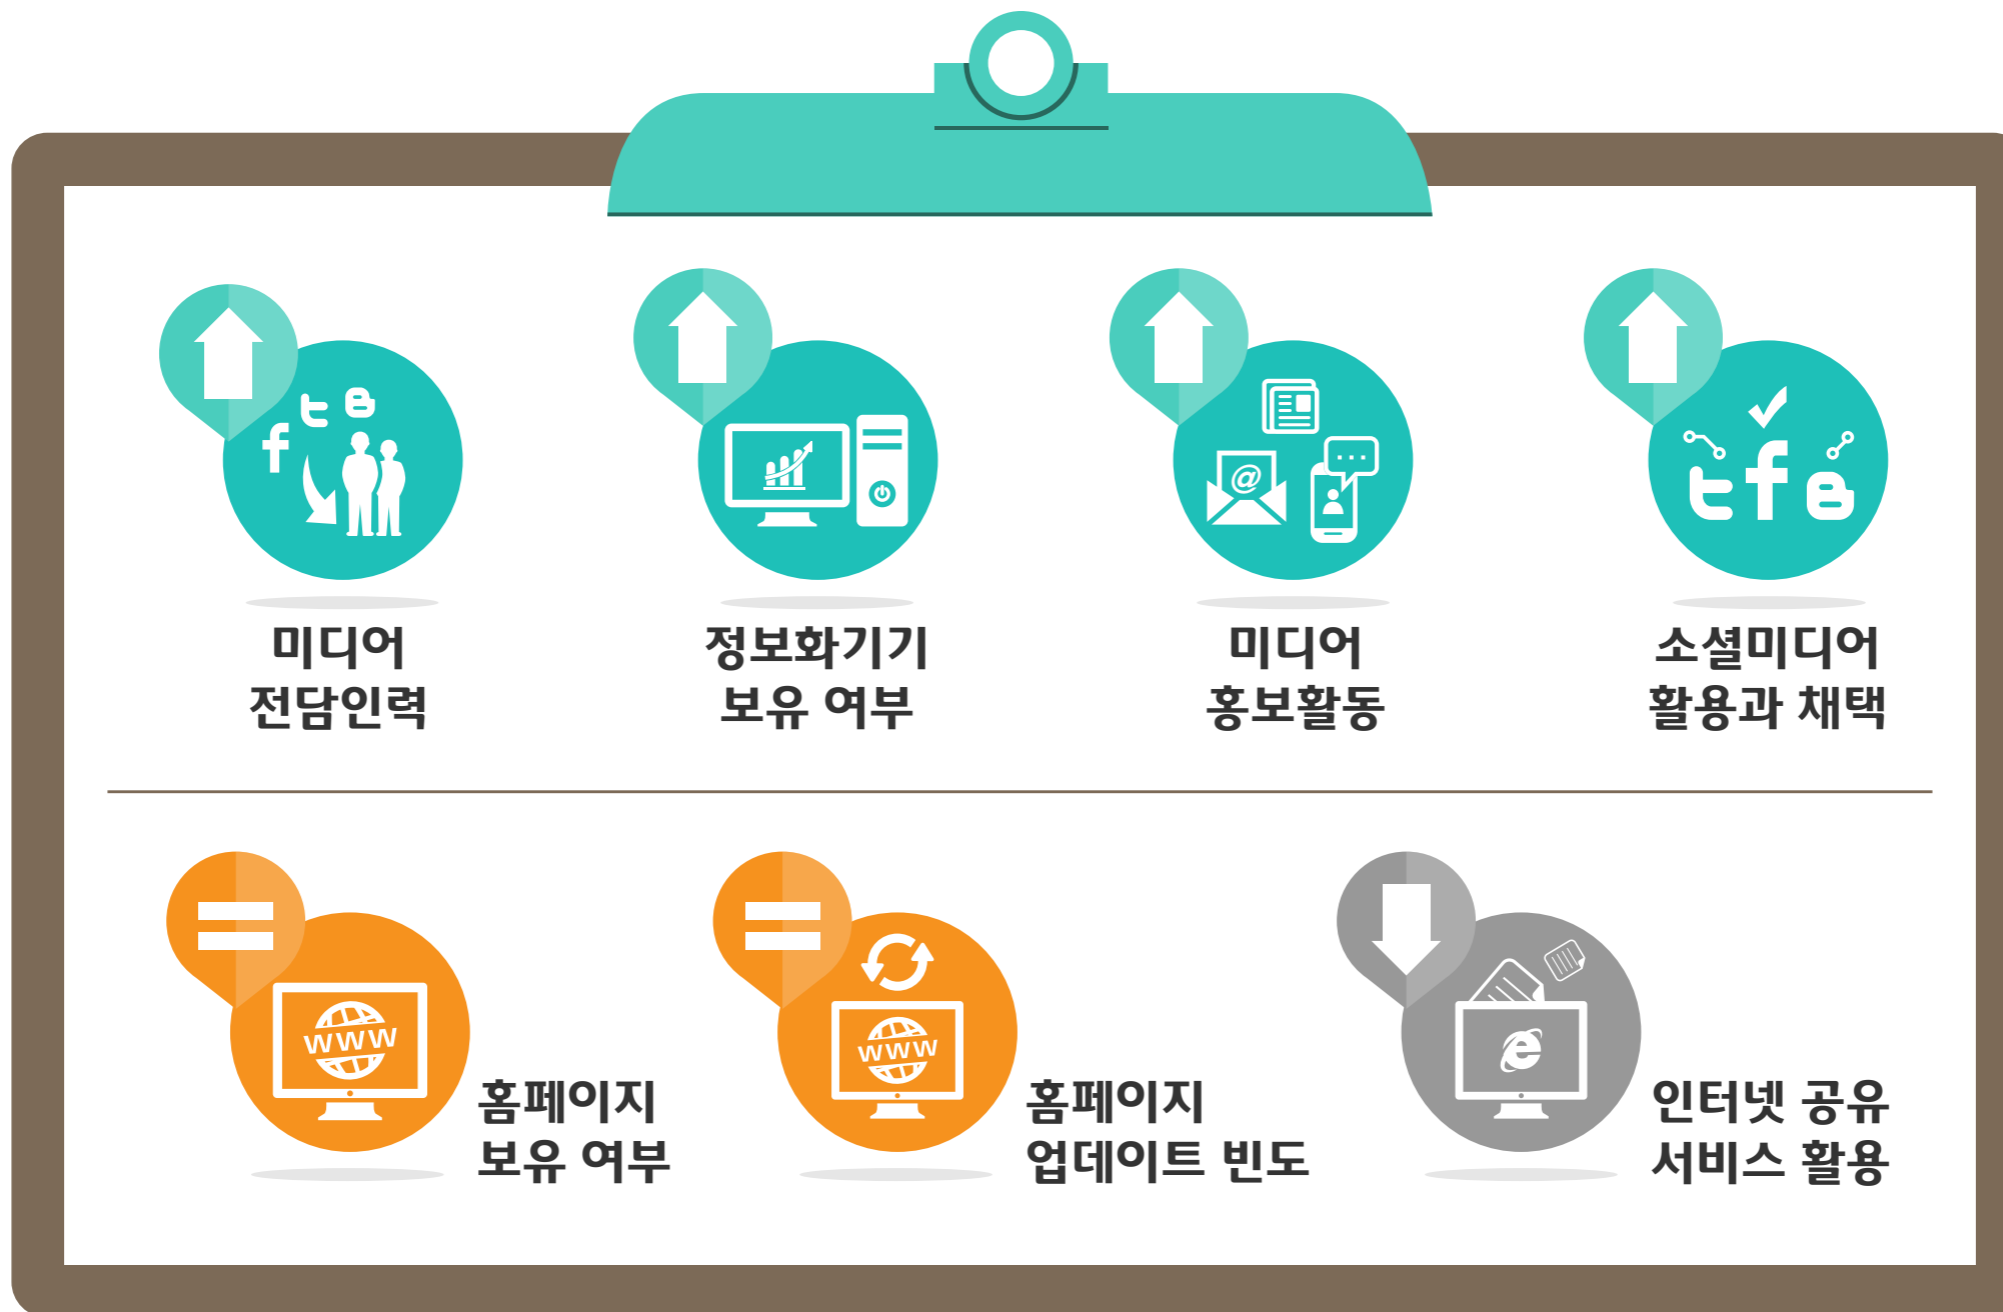 미디어
전담인력
정보화기기
보유 여부
미디어
홍보활동
소셜미디어
활용과 채택
www
홈페이지
보유 여부
www
홈페이지
업데이트 빈도
인터넷 공유
서비스 활용